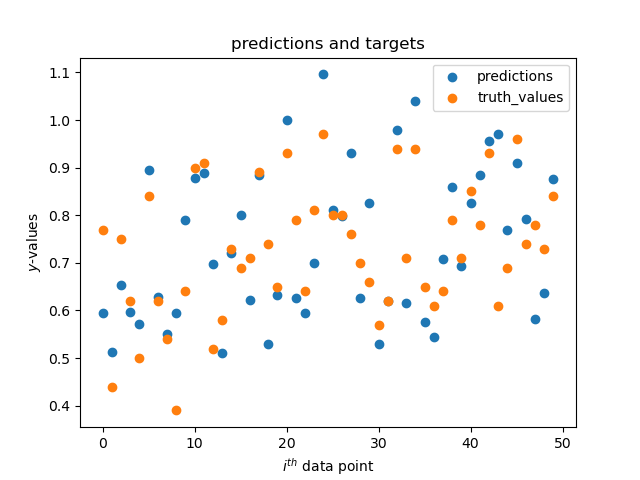 predictions and targets
predictions
truth_values
1.1
1.0
0.9
0.8
0.7
0.6
0.5
0.4
y-values
0 10 20 30 40 50
i^th data point